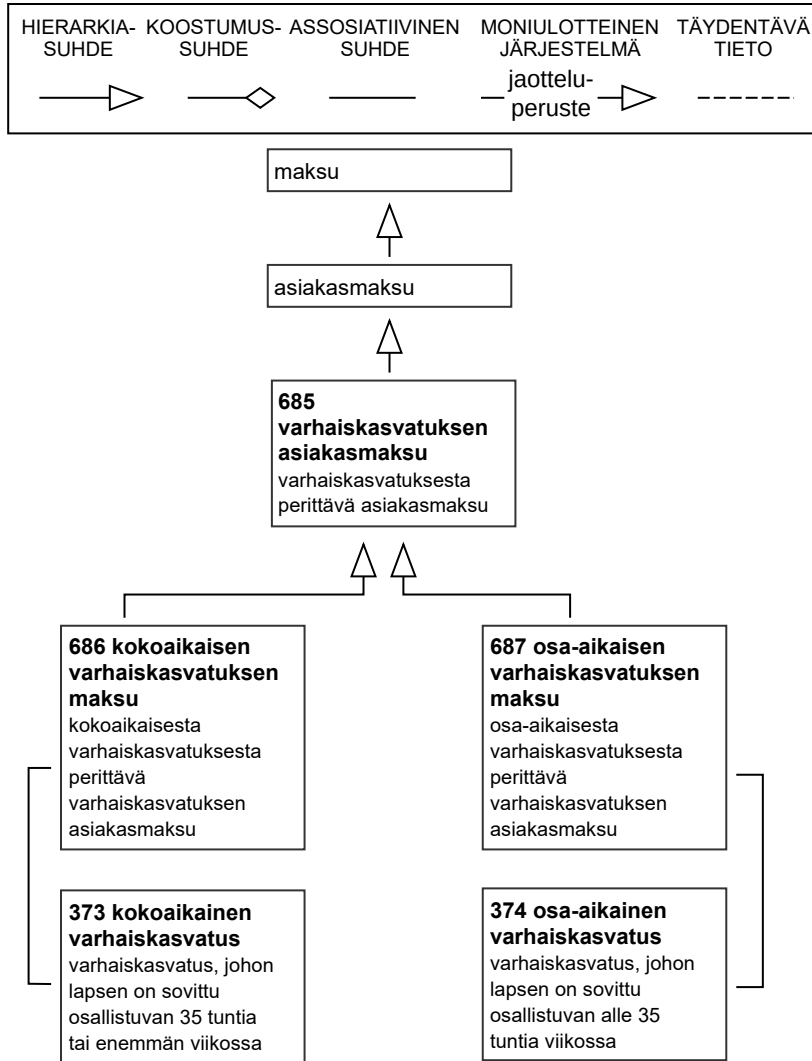 HIERARKIA-
SUHDE
KOOSTUMUS-
SUHDE
ASSOSIATIIVINEN
SUHDE
MONIULOTTEINEN
JÄRJESTELMÄ
TÄYDENTÄVÄ
TIETO
jaottelu-
peruste
maksu
asiakasmaksu
685
varhaiskasvatuksen
asiakasmaksu
varhaiskasvatuksesta
perittävä asiakasmaksu
686 kokoaikaisen
varhaiskasvatuksen
maksu
kokoaikaisesta
varhaiskasvatuksesta
perittävä
varhaiskasvatuksen
asiakasmaksu
687 osa-aikaisen
varhaiskasvatuksen
maksu
osa-aikaisesta
varhaiskasvatuksesta
perittävä
varhaiskasvatuksen
asiakasmaksu
373 kokoaikainen
varhaiskasvatus
varhaiskasvatus, johon
lapsen on sovittu
osallistuvan 35 tuntia
tai enemmän viikossa
374 osa-aikainen
varhaiskasvatus
varhaiskasvatus, johon
lapsen on sovittu
osallistuvan alle 35
tuntia viikossa